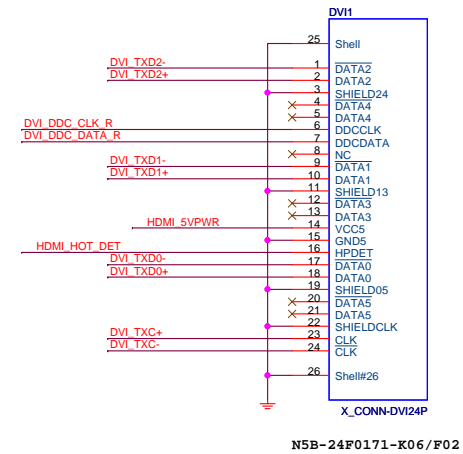 DVI1
25 Shell
DVI_TXD2- 1 DATA2
DVI_TXD2+ 2 DATA2
3 SHIELD24
4 DATA4
5 DATA4
DVI_DDC_CLK_R 6 DDCCLK
DVI_DDC_DATA_R 7 DDCDATA
8 NC
DVI_TXD1- 9 DATA1
DVI_TXD1+ 10 DATA1
11 SHIELD13
12 DATA3
13 DATA3
HDMI_5VPWR 14 VCC5
15 GND5
HDMI_HOT_DET 16 HPDET
DVI_TXD0- 17 DATA0
DVI_TXD0+ 18 DATA0
19 SHIELD05
20 DATA5
21 DATA5
22 SHIELDCLK
DVI_TXC+ 23 CLK
DVI_TXC- 24 CLK
26 Shell#26
X_CONN-DVI24P
N5B-24F0171-K06/F02